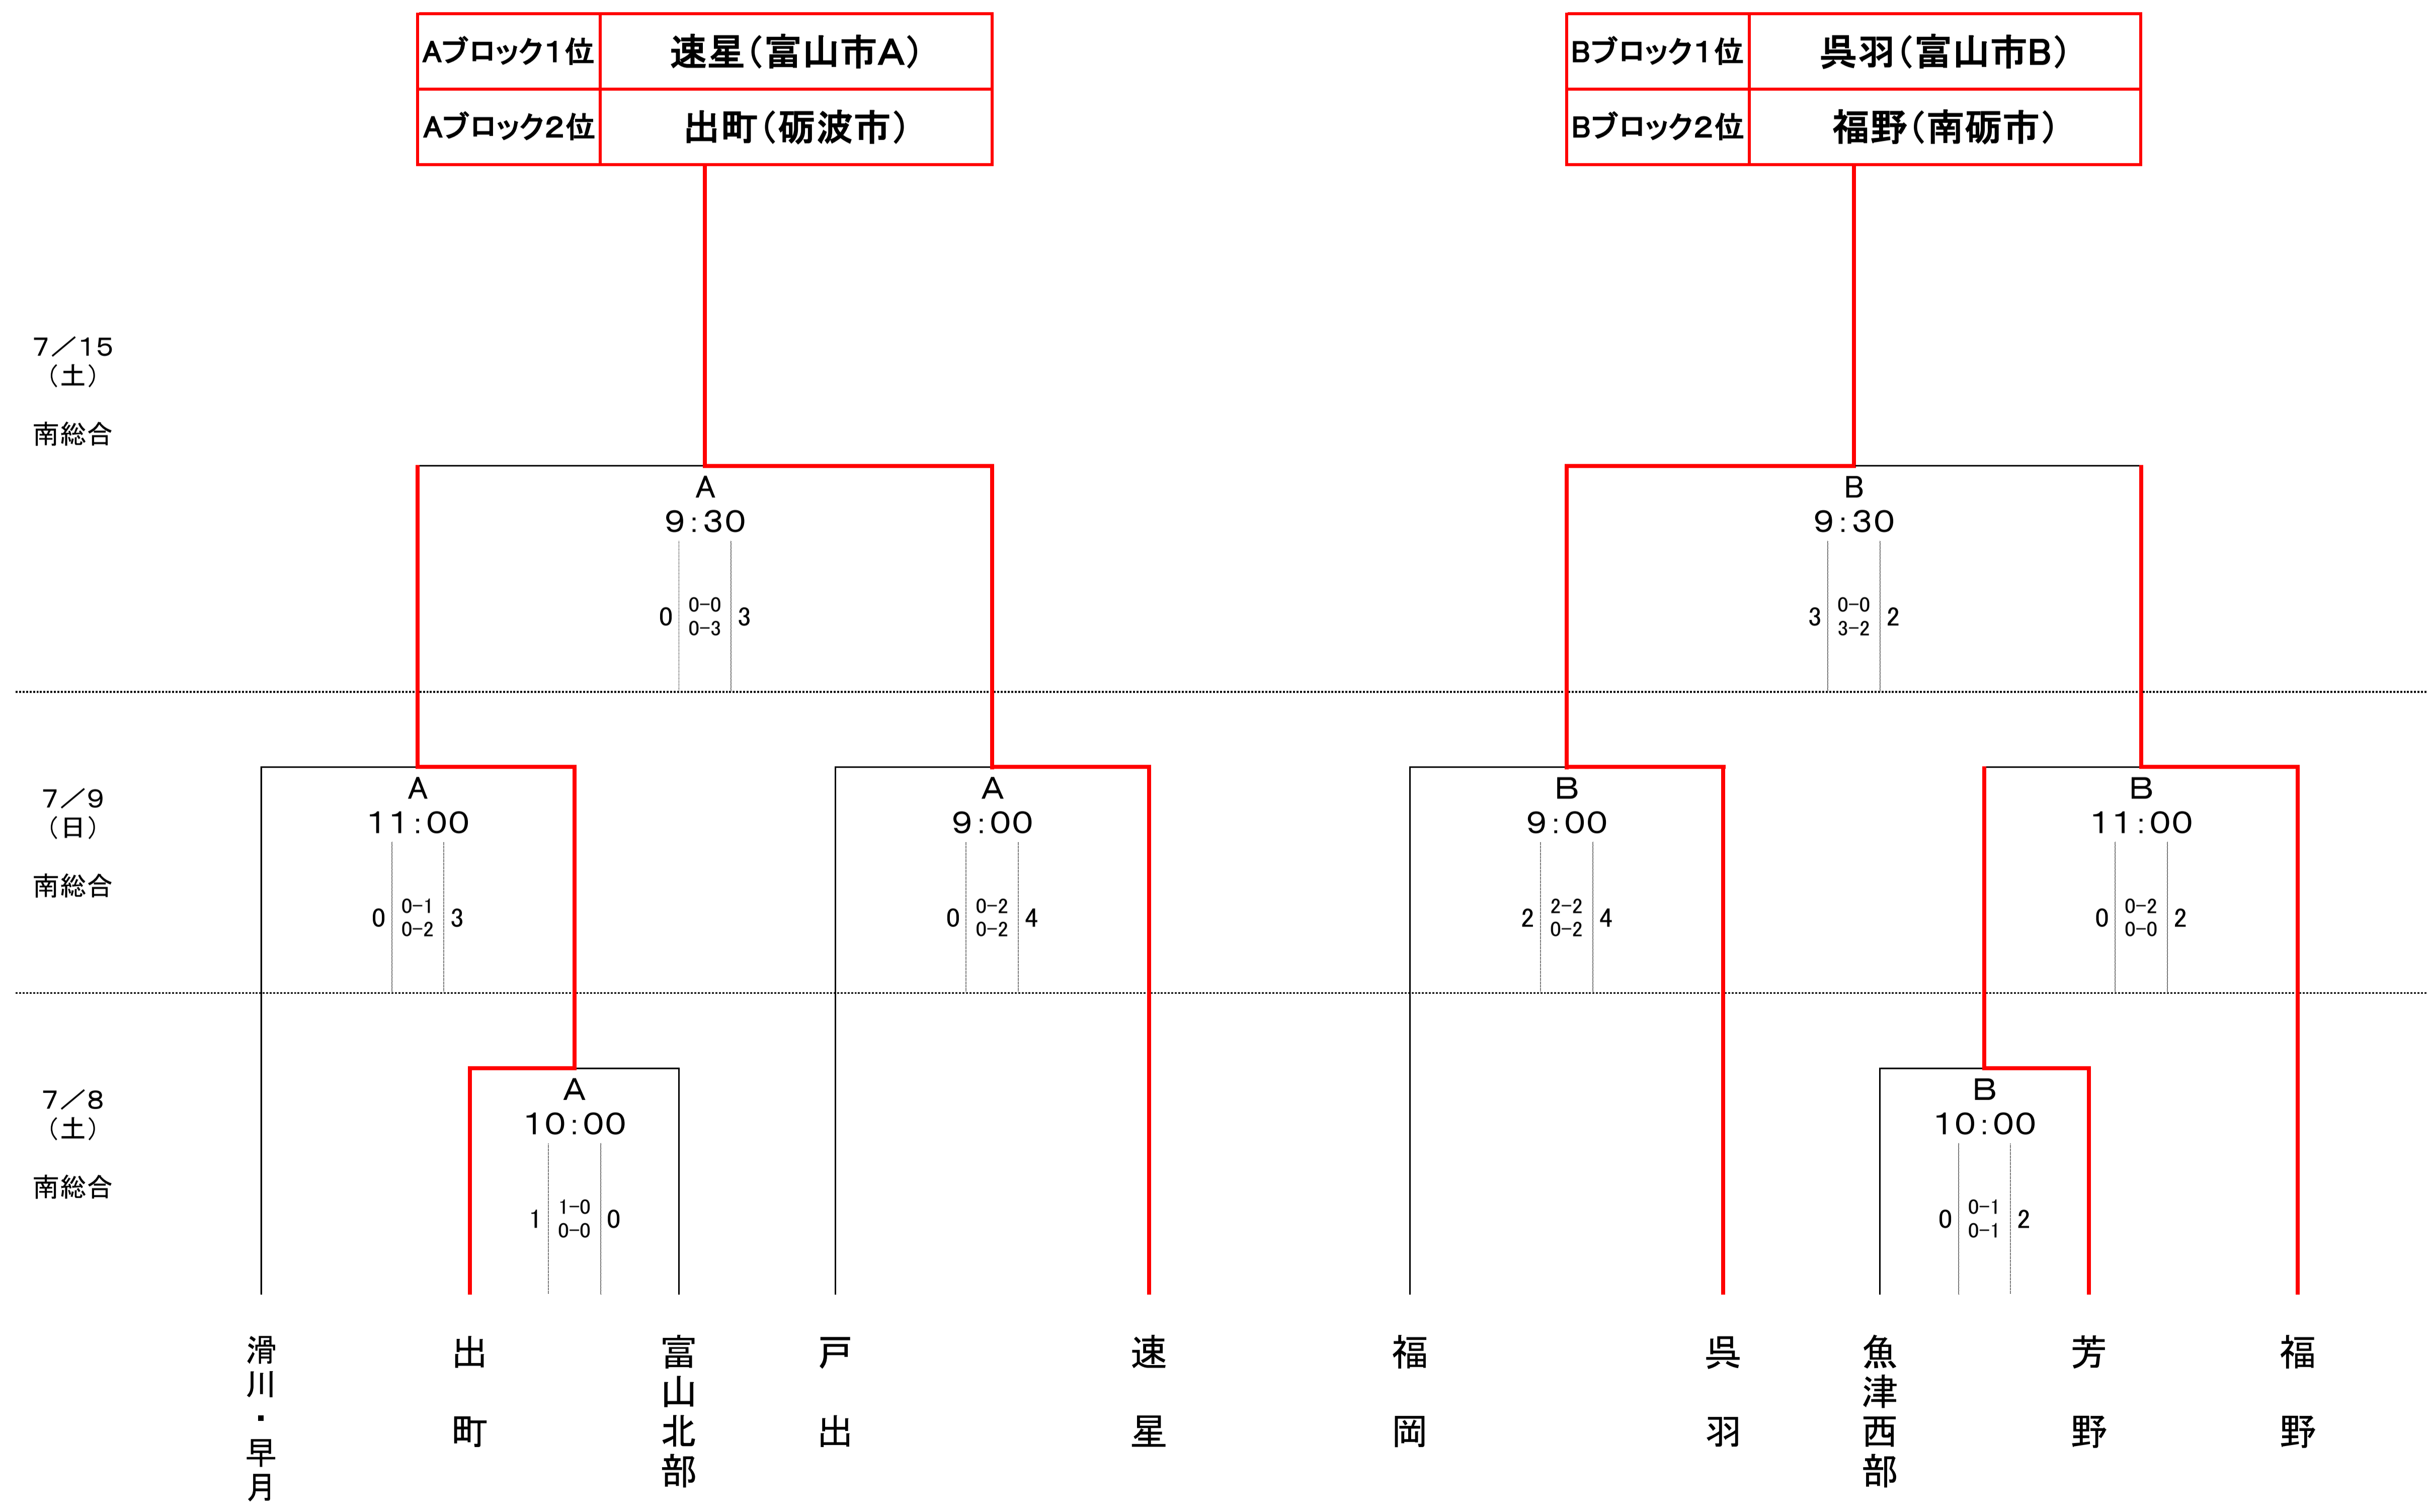 Aブロック1位 速星(富山市A)
Aブロック2位 出町(砺波市)
Bブロック1位 呉羽(富山市B)
Bブロック2位 福野(南砺市)
7/15
(土)
南総合
A
9:30
0 0-0 3
0-3
B
9:30
3 0-0 2
3-2
7/9
(日)
南総合
A
11:00
0 0-1 3
0-2
A
9:00
0 0-2 4
0-2
B
9:00
2 2-2 4
0-2
B
11:00
0 0-2 2
0-0
7/8
(土)
南総合
A
10:00
1 1-0 0
0-0
B
10:00
0 0-1 2
0-1
滑川・早月
出町
富山北部
戸出
速星
福岡
呉羽
魚津西部
芳野
福野